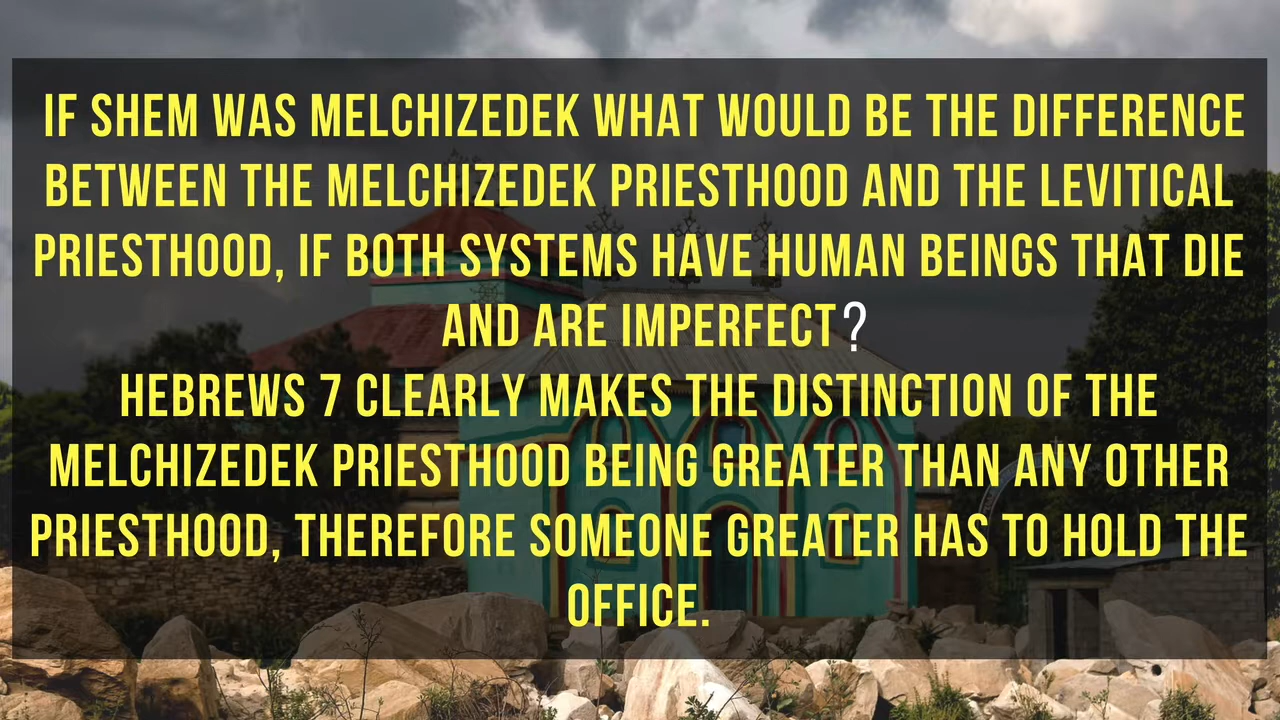 IF SHEM WAS MELCHIZEDEK WHAT WOULD BE THE DIFFERENCE
BETWEEN THE MELCHIZEDEK PRIESTHOOD AND THE LEVITICAL
PRIESTHOOD, IF BOTH SYSTEMS HAVE HUMAN BEINGS THAT DIE
AND ARE IMPERFECT?
HEBREWS 7 CLEARLY MAKES THE DISTINCTION OF THE
MELCHIZEDEK PRIESTHOOD BEING GREATER THAN ANY OTHER
PRIESTHOOD, THEREFORE SOMEONE GREATER HAS TO HOLD THE
OFFICE.